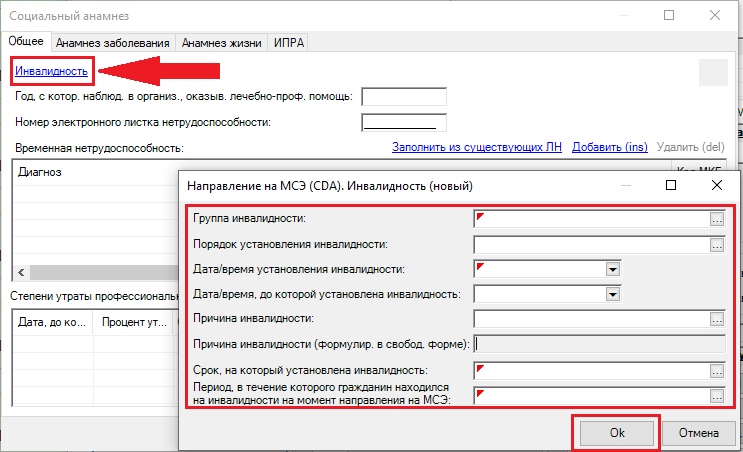 Социальный анамнез
Общее Анамнез заболевания Анамнез жизни ИПРА
Инвалидность
Год, с котор. наблюд. в организ., оказыв. лечебно-проф. помощь:
Номер электронного листка нетрудоспособности:
Временная нетрудоспособность: Заполнить из существующих ЛН Добавить (ins) Удалить (del)
Диагноз
Степени утраты профессиональ
Дата, до ко... Процент ут...
Направление на МСЭ (CDA). Инвалидность (новый)
Группа инвалидности:
Порядок установления инвалидности:
Дата/время установления инвалидности:
Дата/время, до которой установлена инвалидность:
Причина инвалидности:
Причина инвалидности (формулир. в свобод. форме):
Срок, на который установлена инвалидность:
Период, в течение которого гражданин находился
на инвалидности на момент направления на МСЭ:
Ok Отмена